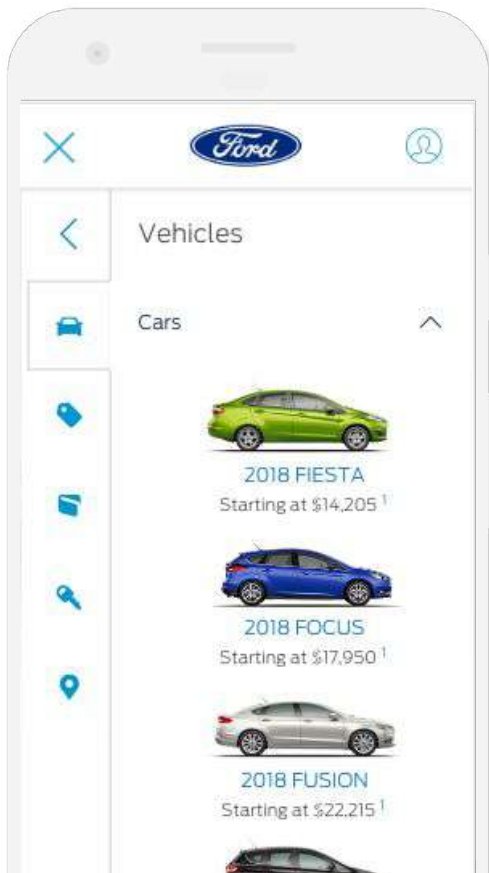 Ford
Vehicles
Cars
2018 FIESTA
Starting at $14,205 1
2018 FOCUS
Starting at $17,950 1
2018 FUSION
Starting at $22,215 1